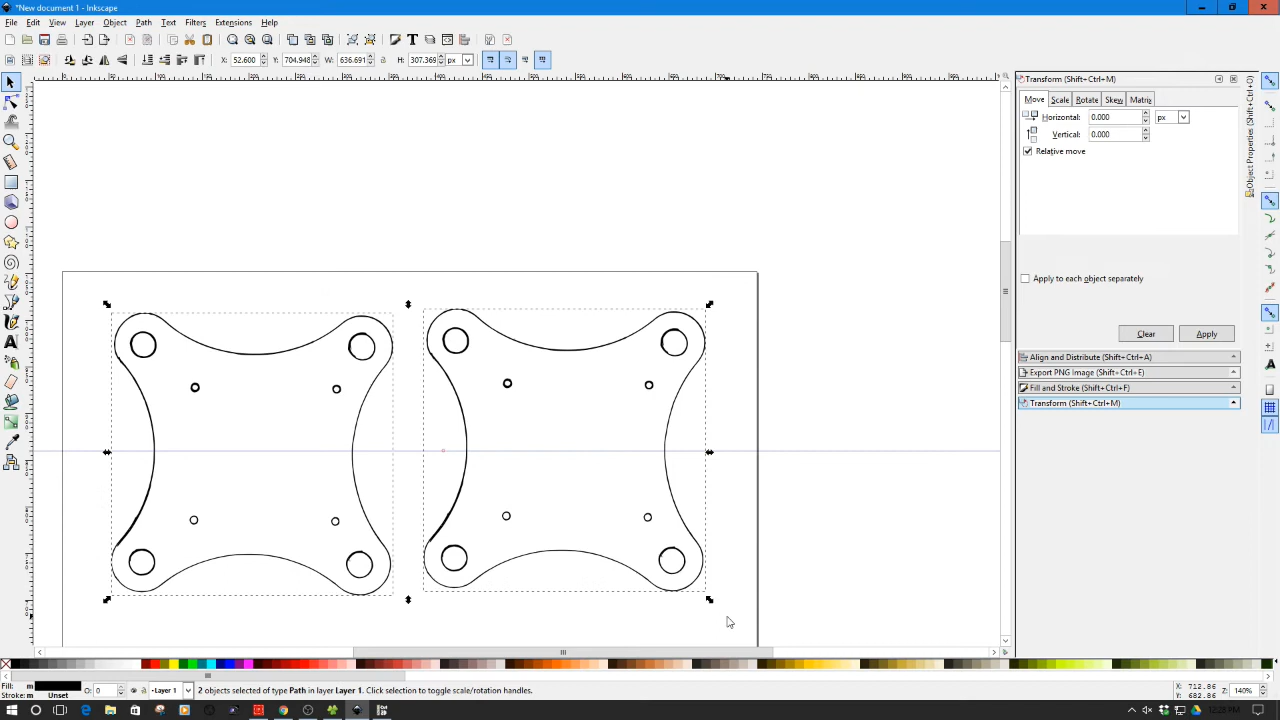 *New document 1 - Inkscape
File Edit View Layer Object Path Text Filters Extensions Help
X: 52.600 Y: 704.948 W: 636.691 H: 307.369 px
Transform (Shift+Ctrl+M)
Move Scale Rotate Skew Matrix
Horizontal: 0.000 px
Vertical: 0.000
Relative move
Object Properties (Shift+Ctrl+O)
Apply to each object separately
Clear Apply
Align and Distribute (Shift+Ctrl+A)
Export PNG Image (Shift+Ctrl+E)
Fill and Stroke (Shift+Ctrl+F)
Transform (Shift+Ctrl+M)
Fill: m
Stroke: m Unset
O: 0
Layer 1
2 objects selected of type Path in layer Layer 1. Click selection to toggle scale/rotation handles.
X: 712.86
Y: 682.86
Z: 140%
12:28 PM